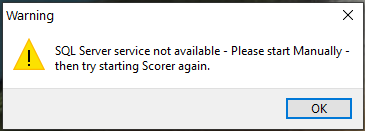 Warning
SQL Server service not available - Please start Manually -
then try starting Scorer again.
OK